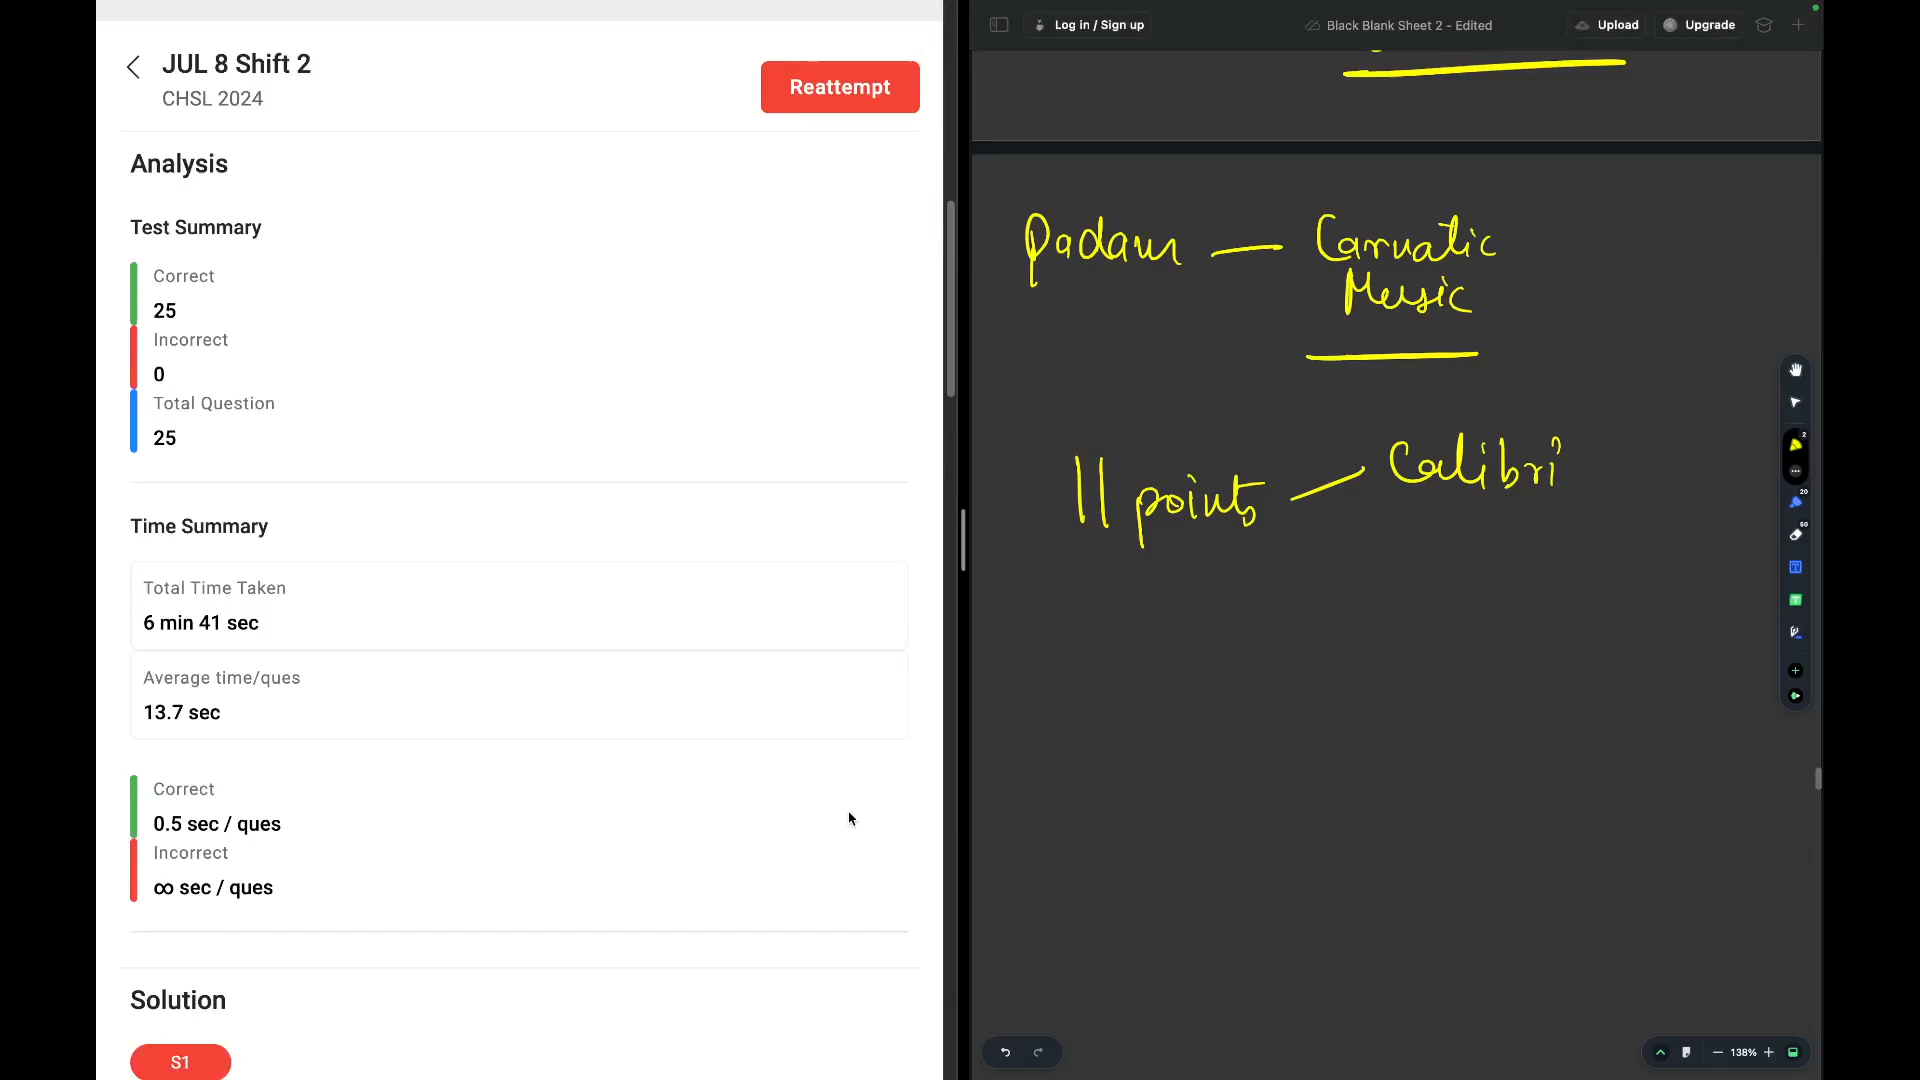 JUL 8 Shift 2
CHSL 2024
Reattempt
Analysis
Test Summary
Correct
25
Incorrect
0
Total Question
25
Time Summary
Total Time Taken
6 min 41 sec
Average time/ques
13.7 sec
Correct
0.5 sec / ques
Incorrect
∞ sec / ques
Solution
S1
Log in / Sign up
Black Blank Sheet 2 - Edited
Upload
Upgrade
Padam — Carnatic
Music
11 points — Calibri
2
20
50
138%